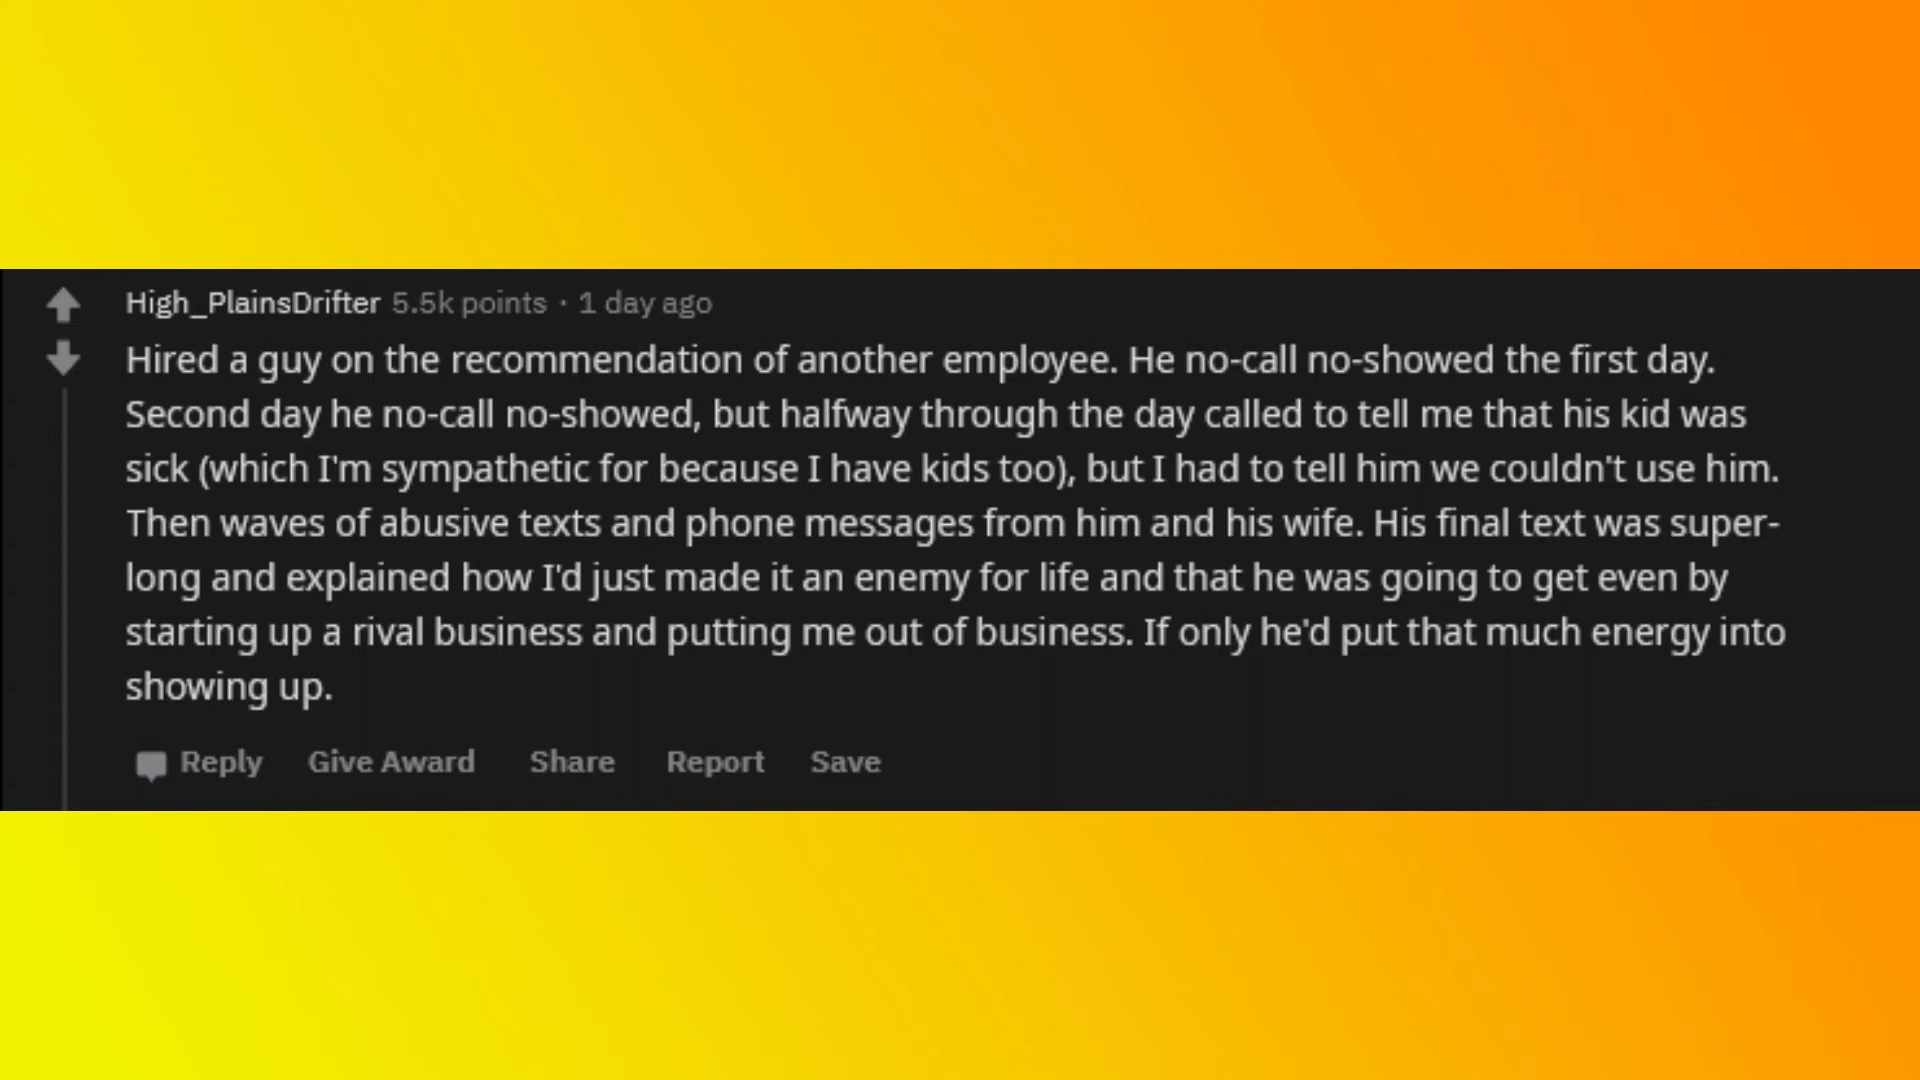 High_PlainsDrifter 5.5k points · 1 day ago
Hired a guy on the recommendation of another employee. He no-call no-showed the first day.
Second day he no-call no-showed, but halfway through the day called to tell me that his kid was
sick (which I'm sympathetic for because I have kids too), but I had to tell him we couldn't use him.
Then waves of abusive texts and phone messages from him and his wife. His final text was super-
long and explained how I'd just made it an enemy for life and that he was going to get even by
starting up a rival business and putting me out of business. If only he'd put that much energy into
showing up.
Reply Give Award Share Report Save